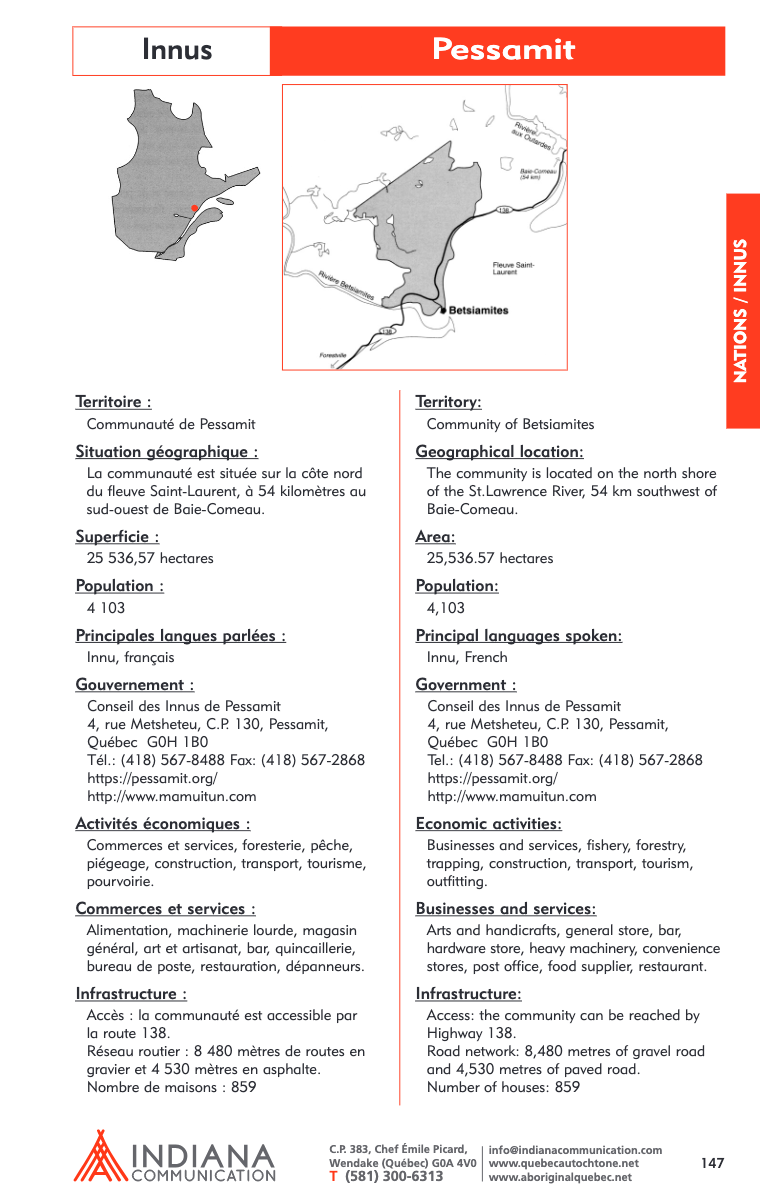 Innus
Pessamit
Rivière
aux Outardes
Baie-Comeau
(54 km)
138
Fleuve Saint-
Laurent
Rivière Betsiamites
Betsiamites
138
Forestville
NATIONS / INNUS
Territoire :
Communauté de Pessamit
Situation géographique :
La communauté est située sur la côte nord
du fleuve Saint-Laurent, à 54 kilomètres au
sud-ouest de Baie-Comeau.
Superficie :
25 536,57 hectares
Population :
4 103
Principales langues parlées :
Innu, français
Gouvernement :
Conseil des Innus de Pessamit
4, rue Metsheteu, C.P. 130, Pessamit,
Québec  G0H 1B0
Tél.: (418) 567-8488 Fax: (418) 567-2868
https://pessamit.org/
http://www.mamuitun.com
Activités économiques :
Commerces et services, foresterie, pêche,
piégeage, construction, transport, tourisme,
pourvoirie.
Commerces et services :
Alimentation, machinerie lourde, magasin
général, art et artisanat, bar, quincaillerie,
bureau de poste, restauration, dépanneurs.
Infrastructure :
Accès : la communauté est accessible par
la route 138.
Réseau routier : 8 480 mètres de routes en
gravier et 4 530 mètres en asphalte.
Nombre de maisons : 859
Territory:
Community of Betsiamites
Geographical location:
The community is located on the north shore
of the St.Lawrence River, 54 km southwest of
Baie-Comeau.
Area:
25,536.57 hectares
Population:
4,103
Principal languages spoken:
Innu, French
Government :
Conseil des Innus de Pessamit
4, rue Metsheteu, C.P. 130, Pessamit,
Québec  G0H 1B0
Tel.: (418) 567-8488 Fax: (418) 567-2868
https://pessamit.org/
http://www.mamuitun.com
Economic activities:
Businesses and services, fishery, forestry,
trapping, construction, transport, tourism,
outfitting.
Businesses and services:
Arts and handicrafts, general store, bar,
hardware store, heavy machinery, convenience
stores, post office, food supplier, restaurant.
Infrastructure:
Access: the community can be reached by
Highway 138.
Road network: 8,480 metres of gravel road
and 4,530 metres of paved road.
Number of houses: 859
INDIANA
COMMUNICATION
C.P. 383, Chef Émile Picard,
Wendake (Québec) G0A 4V0
T (581) 300-6313
info@indianacommunication.com
www.quebecautochtone.net
www.aboriginalquebec.net
147